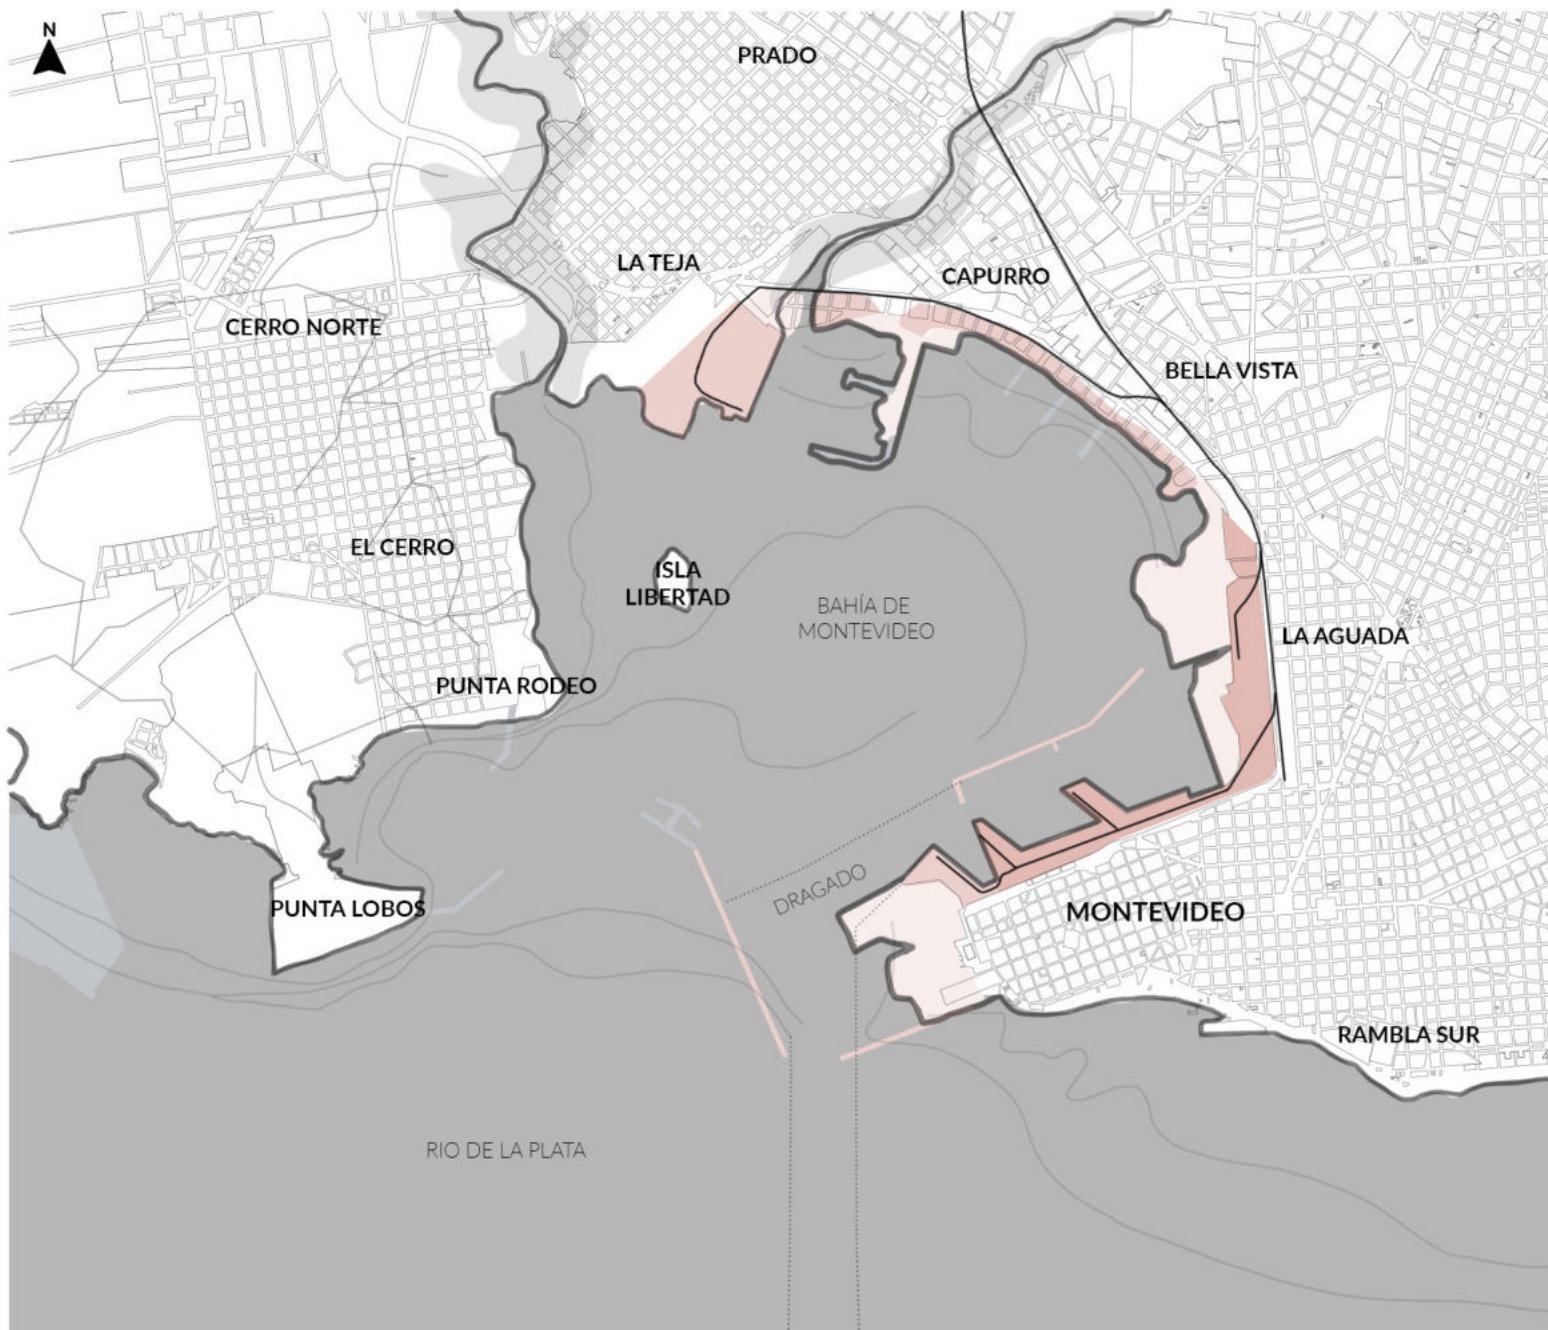 N
PRADO
LA TEJA
CAPURRO
CERRO NORTE
BELLA VISTA
EL CERRO
ISLA
LIBERTAD
BAHÍA DE
MONTEVIDEO
LA AGUADA
PUNTA RODEO
DRAGADO
PUNTA LOBOS
MONTEVIDEO
RAMBLA SUR
RIO DE LA PLATA